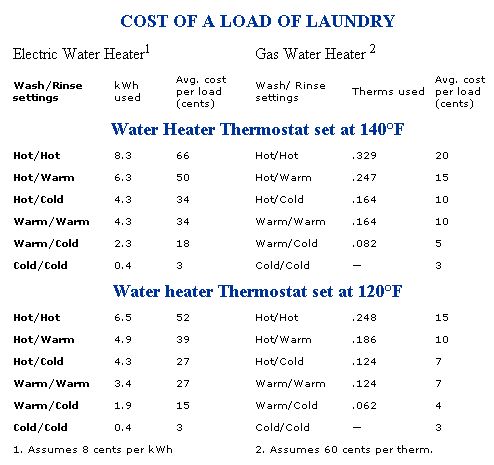 COST OF A LOAD OF LAUNDRY
Electric Water Heater1 Gas Water Heater 2
Wash/Rinse settings kWh used Avg. cost per load (cents) Wash/ Rinse settings Therms used Avg. cost per load (cents)
Water Heater Thermostat set at 140°F
Hot/Hot 8.3 66 Hot/Hot .329 20
Hot/Warm 6.3 50 Hot/Warm .247 15
Hot/Cold 4.3 34 Hot/Cold .164 10
Warm/Warm 4.3 34 Warm/Warm .164 10
Warm/Cold 2.3 18 Warm/Cold .082 5
Cold/Cold 0.4 3 Cold/Cold — 3
Water heater Thermostat set at 120°F
Hot/Hot 6.5 52 Hot/Hot .248 15
Hot/Warm 4.9 39 Hot/Warm .186 10
Hot/Cold 4.3 27 Hot/Cold .124 7
Warm/Warm 3.4 27 Warm/Warm .124 7
Warm/Cold 1.9 15 Warm/Cold .062 4
Cold/Cold 0.4 3 Cold/Cold — 3
1. Assumes 8 cents per kWh 2. Assumes 60 cents per therm.